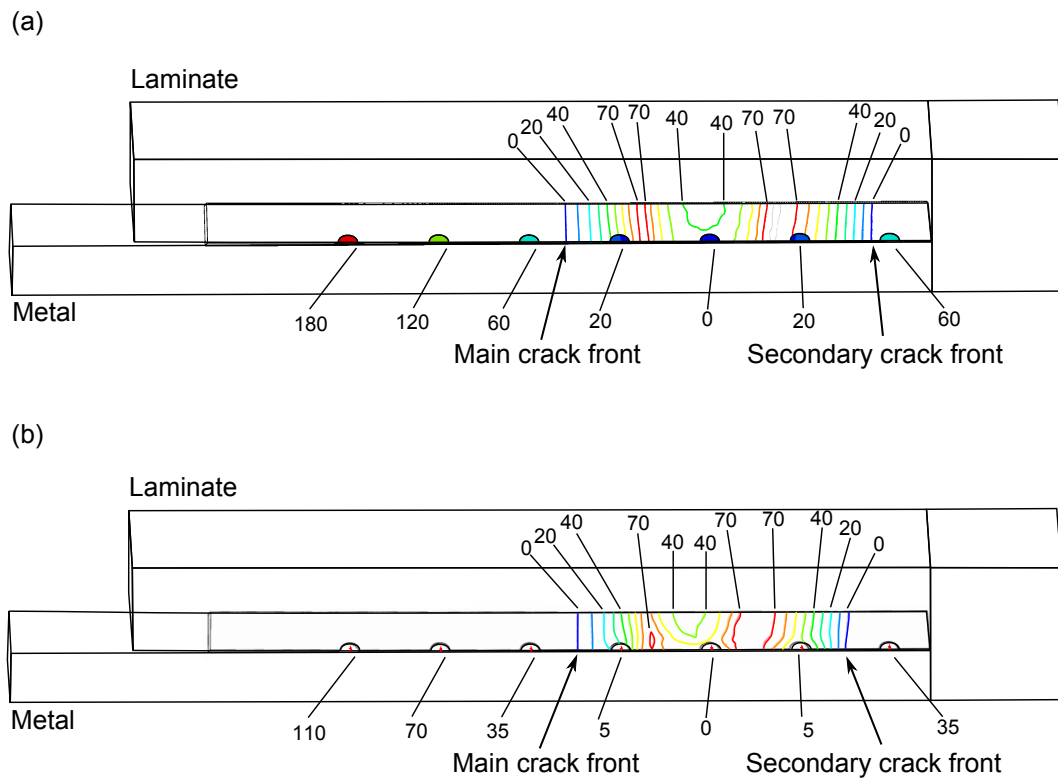 (a)
Laminate
0 20 40 70 70 40 40 70 70 40 20 0
Metal
180 120 60 20 0 20 60
Main crack front
Secondary crack front
(b)
Laminate
0 20 40 70 40 40 70 70 40 20 0
Metal
110 70 35 5 0 5 35
Main crack front
Secondary crack front